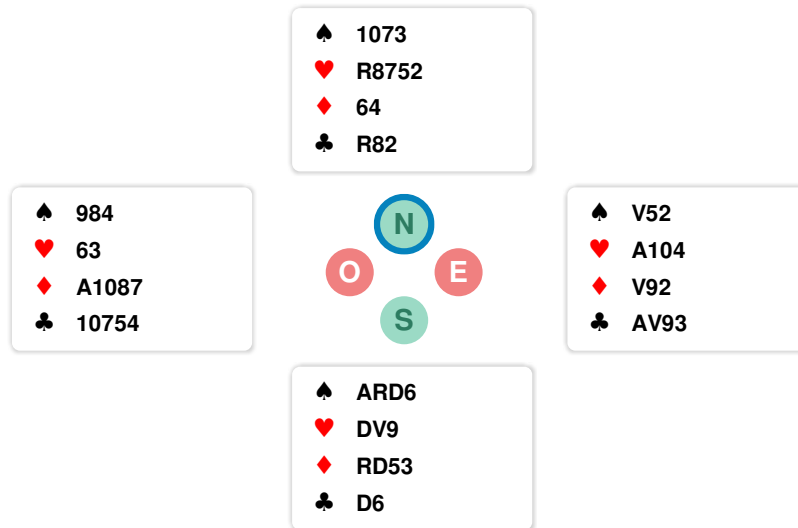 ♠ 1073
♥ R8752
♦ 64
♣ R82
♠ 984
♥ 63
♦ A1087
♣ 10754
N
O E
S
♠ V52
♥ A104
♦ V92
♣ AV93
♠ ARD6
♥ DV9
♦ RD53
♣ D6